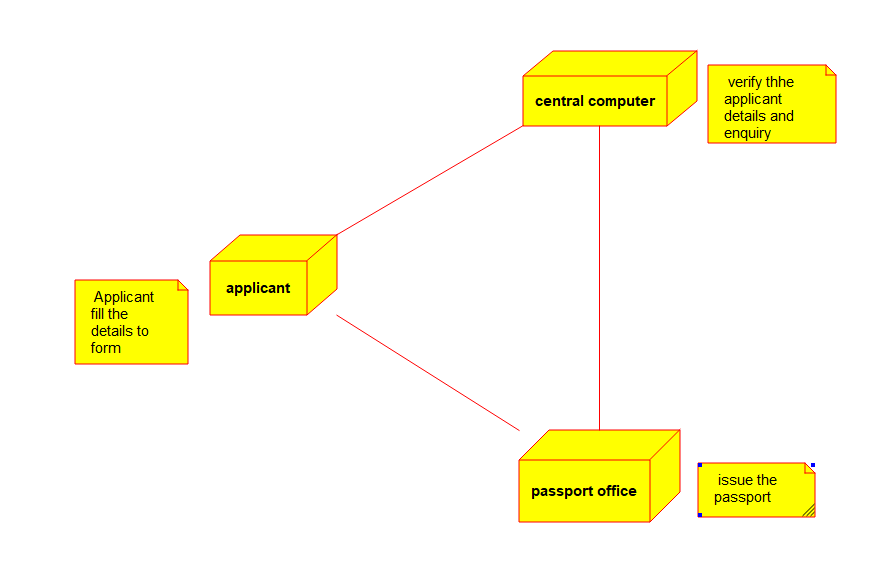 central computer
verify thhe
applicant
details and
enquiry
applicant
Applicant
fill the
details to
form
passport office
issue the
passport